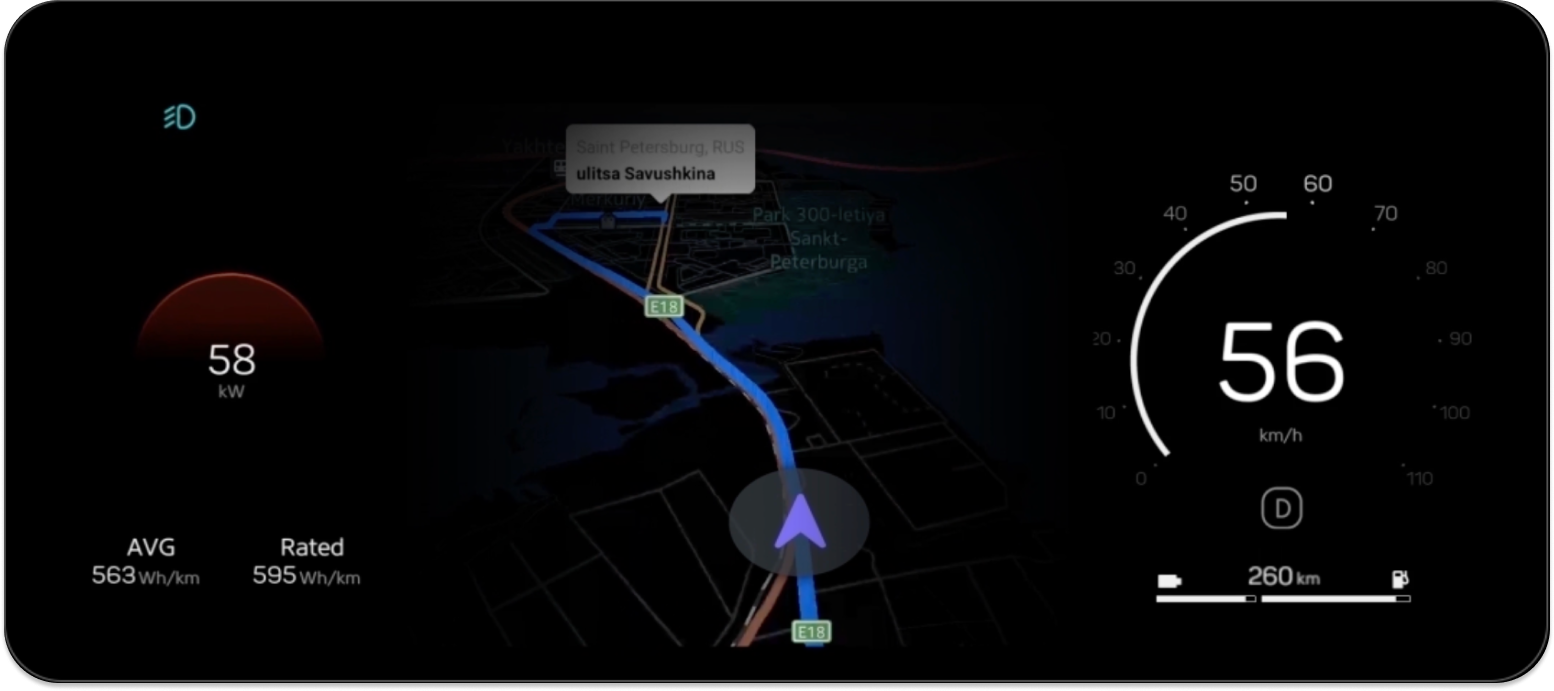 Yakhte
Saint Petersburg, RUS
ulitsa Savushkina
Merkuriy
Park 300-letiya
Sankt-
Peterburga
E18
E18
58
kW
AVG
563 Wh/km
Rated
595 Wh/km
50
60
40
70
30
80
20
90
10
100
0
110
56
km/h
D
260 km